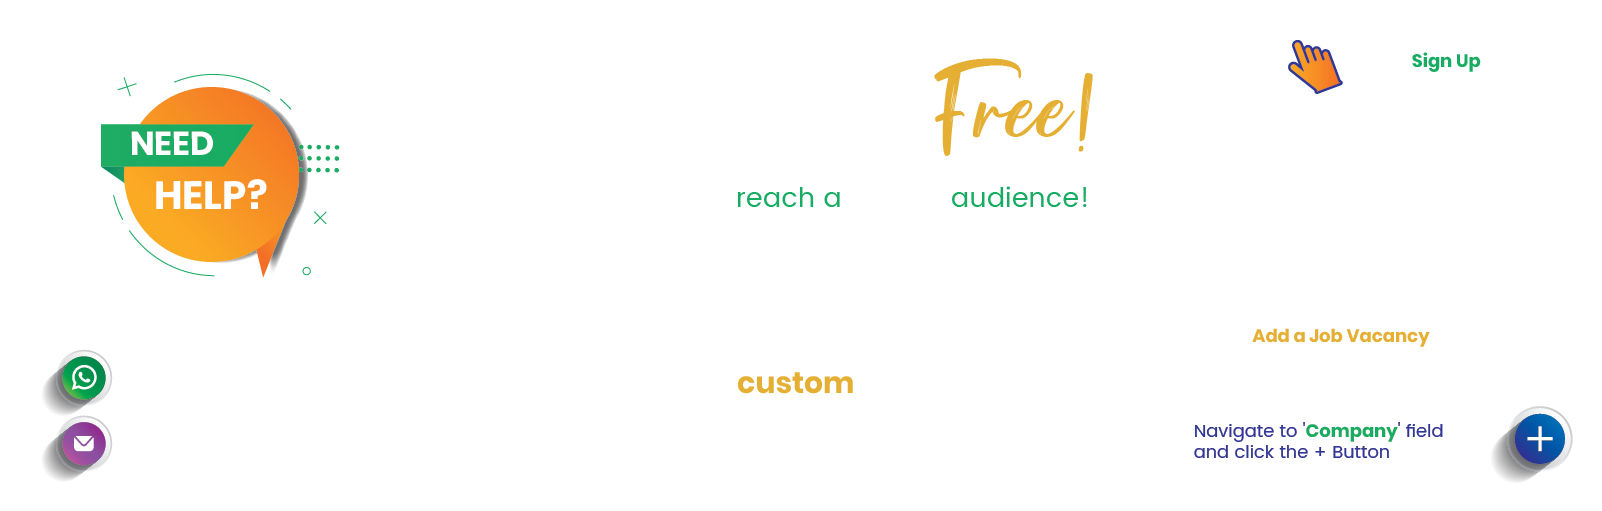 NEED
HELP?
Free!
reach a audience!
custom
Sign Up
Add a Job Vacancy
Navigate to 'Company' field
and click the + Button